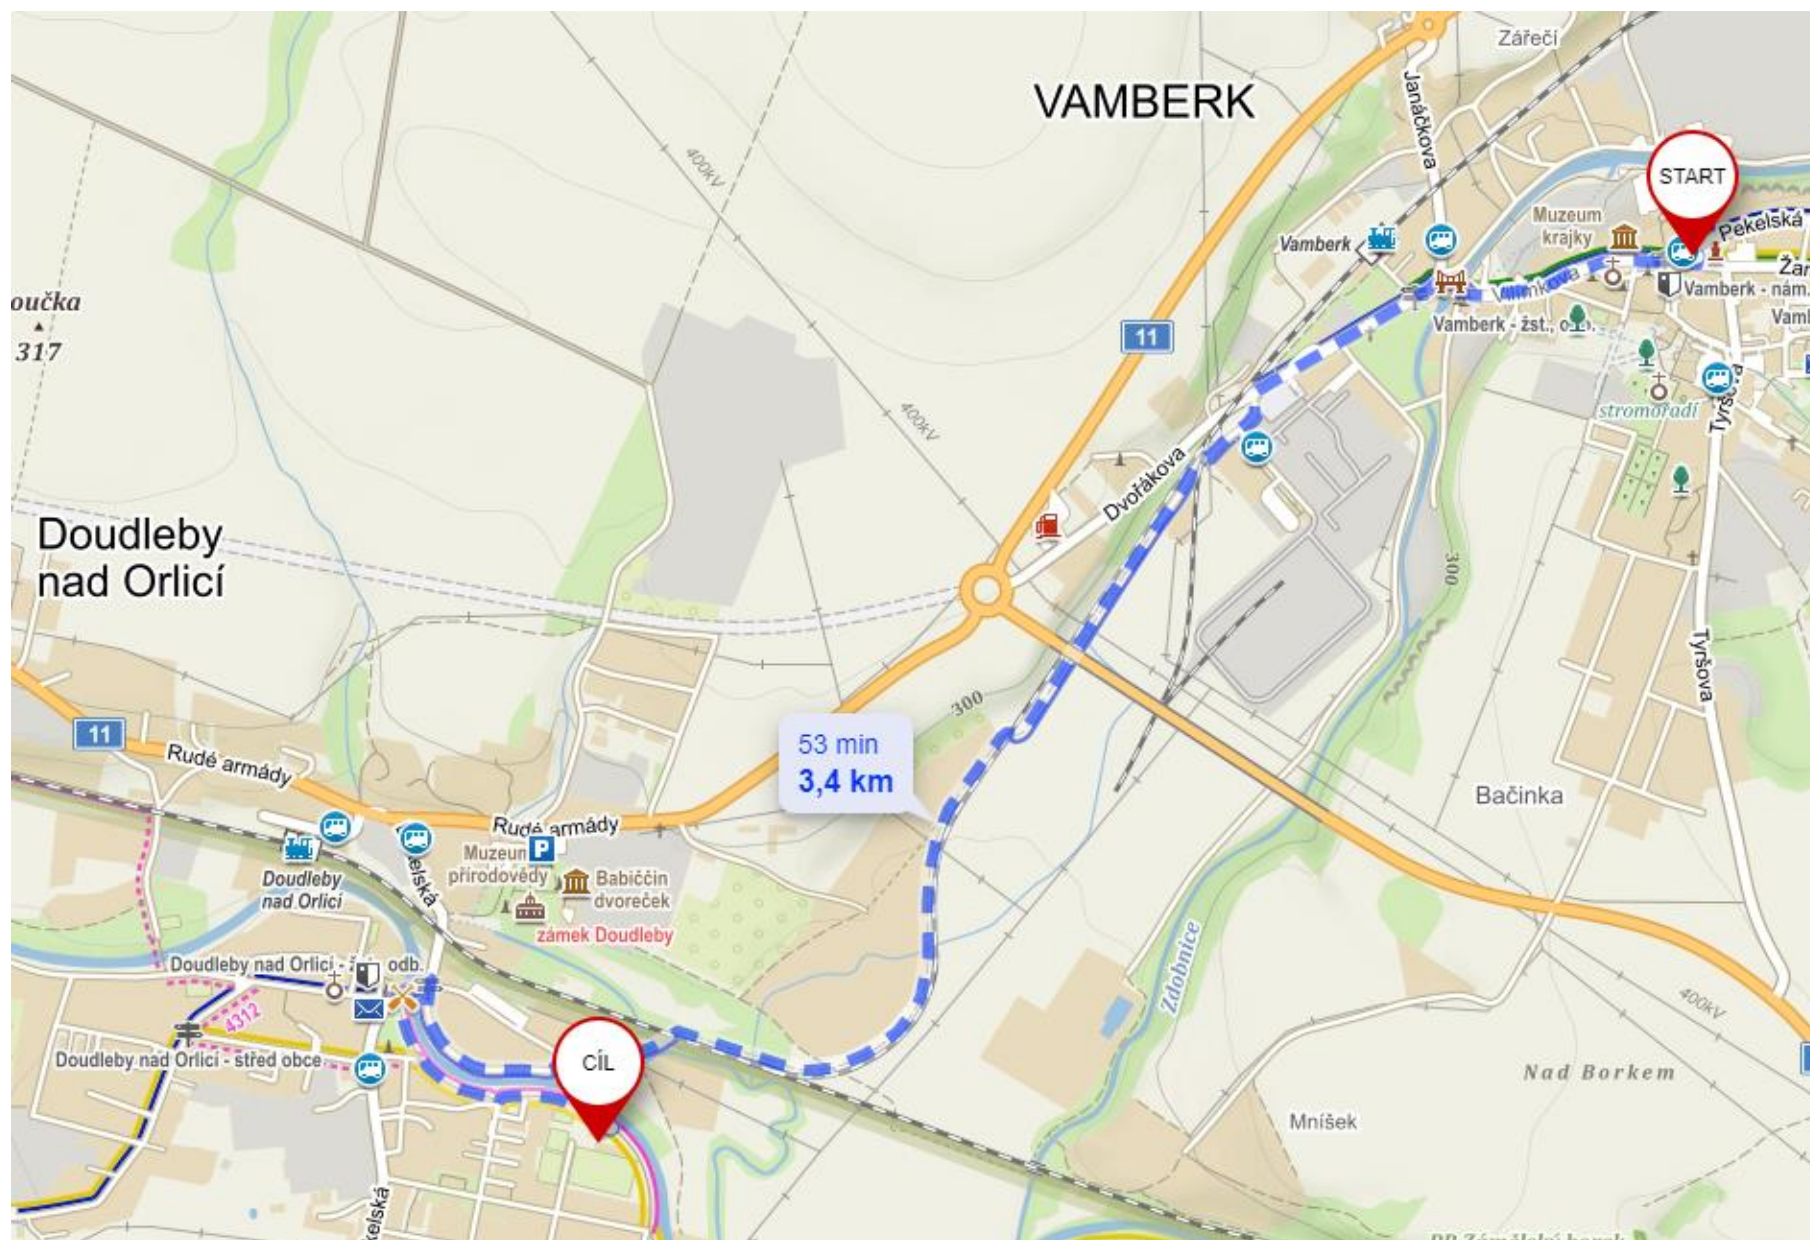 Zářečí
VAMBERK
Janáčkova
START
400kV
Muzeum
krajky
Pekelská
Vamberk
Vilímkova
Vamberk - nám.
oučka
317
11
Vamberk - žst., o
b.
400kV
Tyršova
stromořadí
Dvořákova
Doudleby
nad Orlicí
300
Tyršova
300
53 min
3,4 km
11
Rudé armády
Bačinka
Rudé armády
Muzeum
přírodovědy
P
Babiččin
dvoreček
Doudleby
nad Orlicí
elská
zámek Doudleby
Doudleby nad Orlicí - ž
odb.
Zdobnice
400kV
4312
CÍL
Doudleby nad Orlicí - střed obce
Nad Borkem
Mníšek
kelská